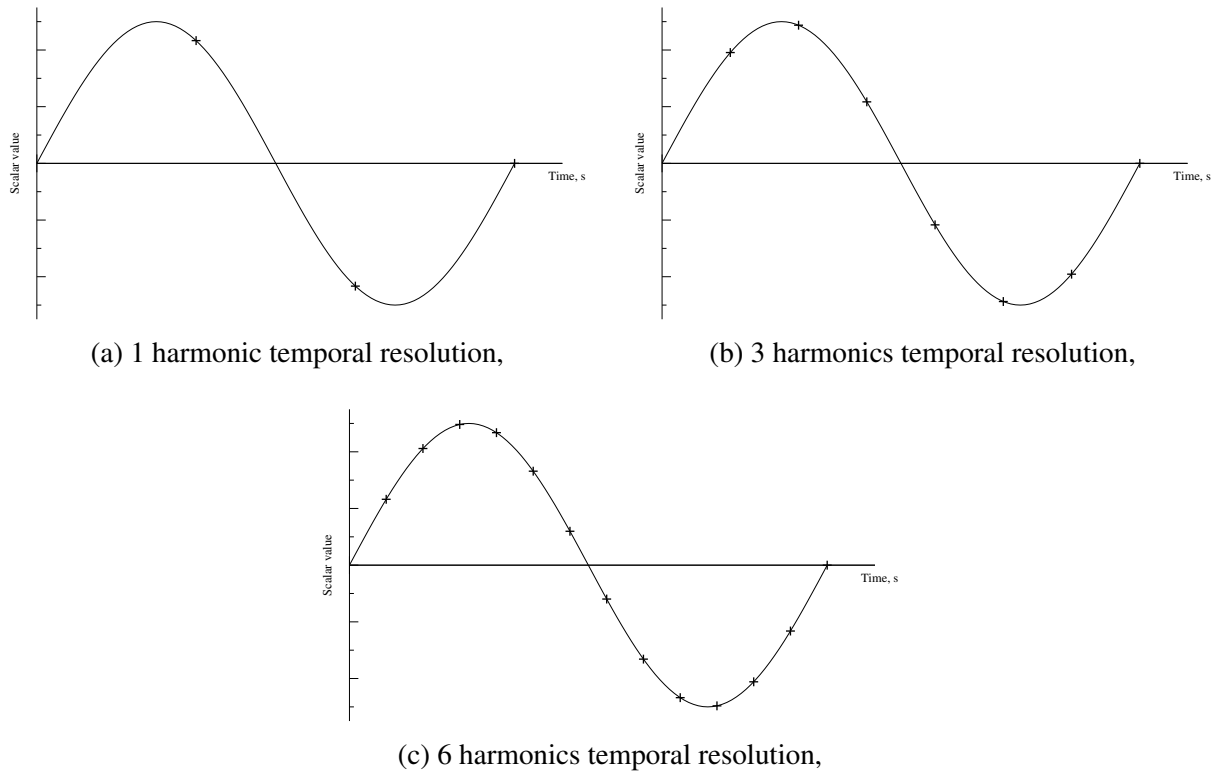 Scalar value
Time, s
(a) 1 harmonic temporal resolution,
Scalar value
Time, s
(b) 3 harmonics temporal resolution,
Scalar value
Time, s
(c) 6 harmonics temporal resolution,